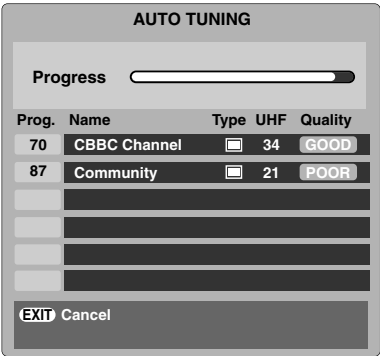 AUTO TUNING
Progress
Prog. Name Type UHF Quality
70 CBBC Channel 34 GOOD
87 Community 21 POOR
EXIT Cancel